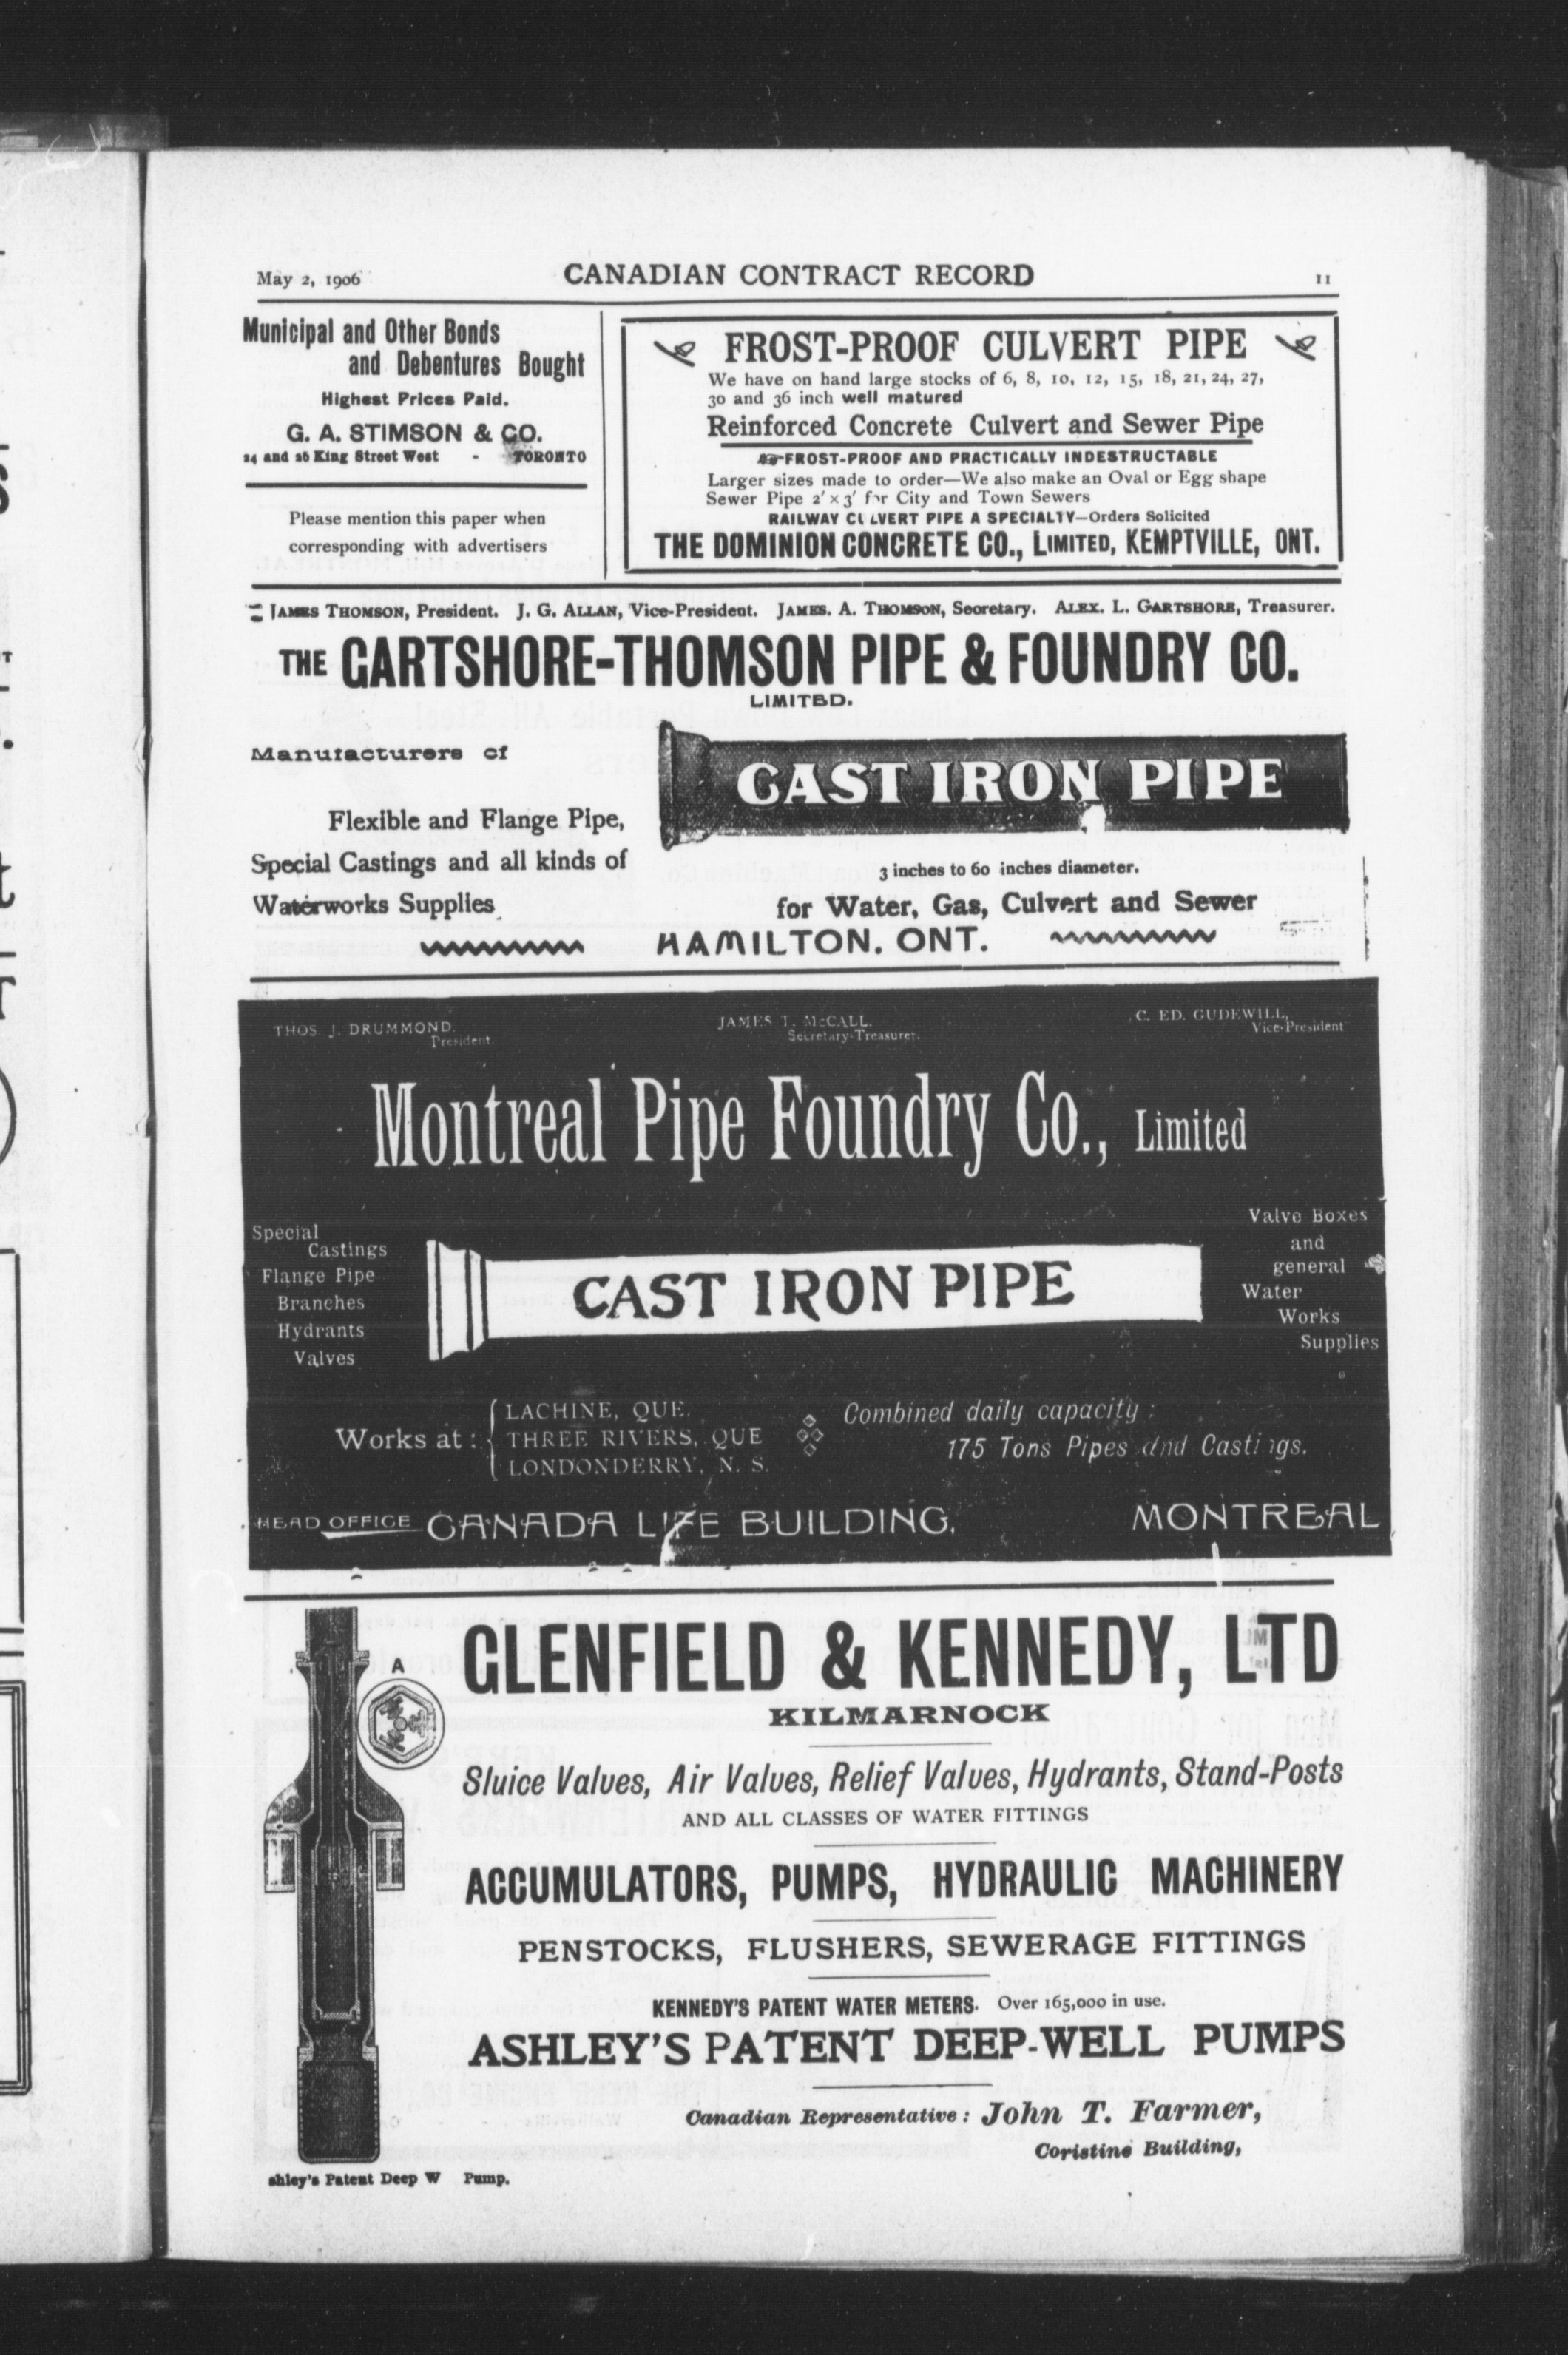 May 2, 1906 CANADIAN CONTRACT RECORD 11
Municipal and Other Bonds
and Debentures Bought
Highest Prices Paid.
G. A. STIMSON & CO.
24 and 26 King Street West - TORONTO
Please mention this paper when
corresponding with advertisers
FROST-PROOF CULVERT PIPE
We have on hand large stocks of 6, 8, 10, 12, 15, 18, 21, 24, 27,
30 and 36 inch well matured
Reinforced Concrete Culvert and Sewer Pipe
FROST-PROOF AND PRACTICALLY INDESTRUCTABLE
Larger sizes made to order—We also make an Oval or Egg shape
Sewer Pipe 2' x 3' for City and Town Sewers
RAILWAY CULVERT PIPE A SPECIALTY—Orders Solicited
THE DOMINION CONCRETE CO., LIMITED, KEMPTVILLE, ONT.
JAMES THOMSON, President. J. G. ALLAN, Vice-President. JAMES. A. THOMSON, Secretary. ALEX. L. GARTSHORE, Treasurer.
THE GARTSHORE-THOMSON PIPE & FOUNDRY CO.
LIMITED.
Manufacturers of
Flexible and Flange Pipe,
Special Castings and all kinds of
Waterworks Supplies
CAST IRON PIPE
3 inches to 60 inches diameter.
for Water, Gas, Culvert and Sewer
HAMILTON. ONT.
THOS. J. DRUMMOND,
President.
JAMES T. McCALL.
Secretary-Treasurer.
C. ED. GUDEWILL,
Vice-President
Montreal Pipe Foundry Co., Limited
Special
Castings
Flange Pipe
Branches
Hydrants
Valves
CAST IRON PIPE
Valve Boxes
and
general
Water
Works
Supplies
Works at:
LACHINE, QUE.
THREE RIVERS, QUE
LONDONDERRY, N. S.
Combined daily capacity:
175 Tons Pipes and Castings.
HEAD OFFICE CANADA LIFE BUILDING, MONTREAL
GLENFIELD & KENNEDY, LTD
KILMARNOCK
A
Sluice Valves, Air Valves, Relief Valves, Hydrants, Stand-Posts
AND ALL CLASSES OF WATER FITTINGS
ACCUMULATORS, PUMPS, HYDRAULIC MACHINERY
PENSTOCKS, FLUSHERS, SEWERAGE FITTINGS
KENNEDY'S PATENT WATER METERS. Over 165,000 in use.
ASHLEY'S PATENT DEEP-WELL PUMPS
Canadian Representative: John T. Farmer,
Coristine Building,
shley's Patent Deep W Pump.